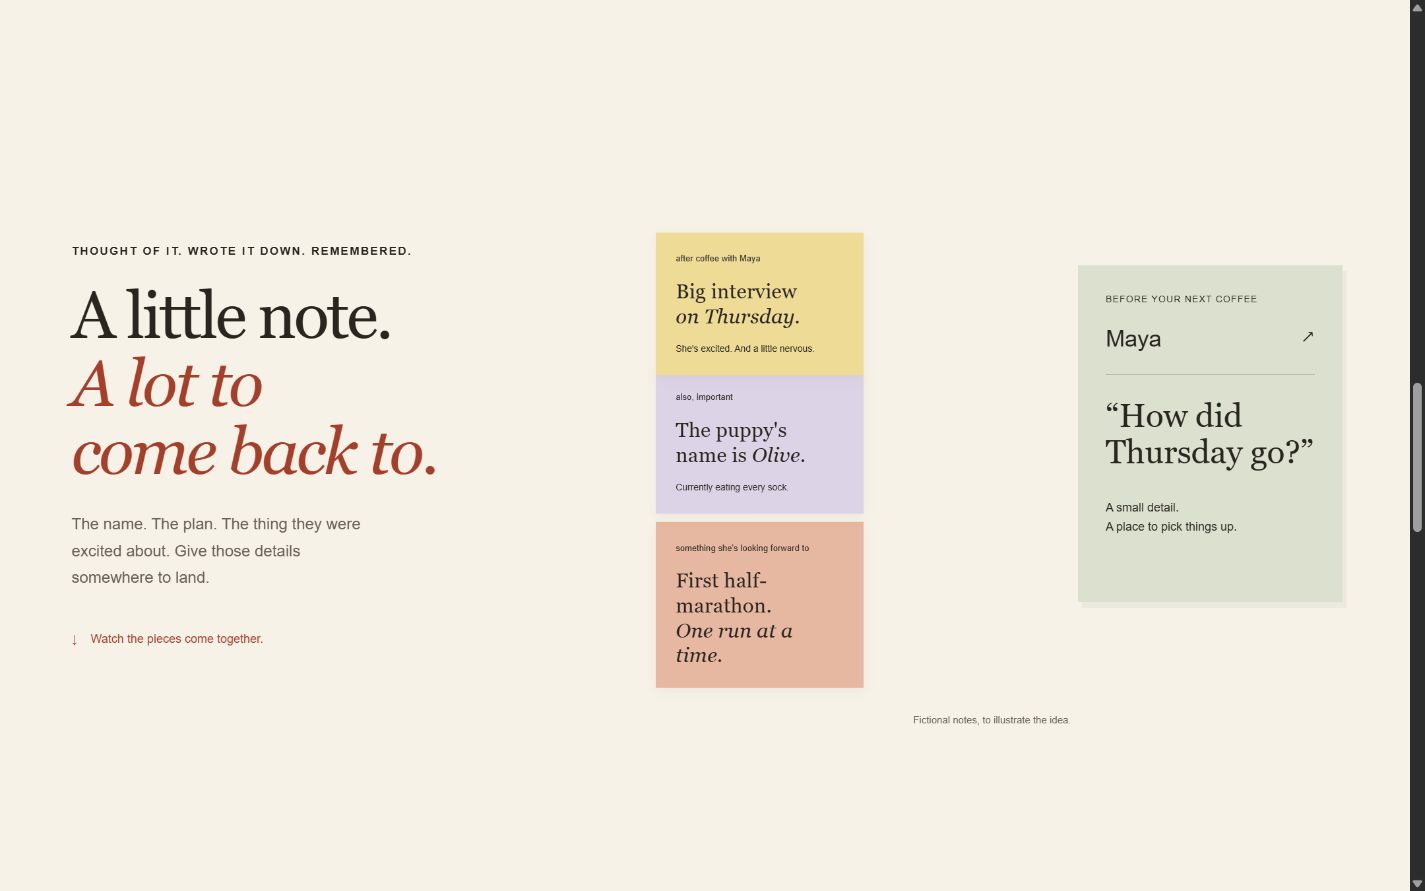 THOUGHT OF IT. WROTE IT DOWN. REMEMBERED.
A little note.
A lot to
come back to.
The name. The plan. The thing they were
excited about. Give those details
somewhere to land.
↓ Watch the pieces come together.
after coffee with Maya
Big interview
on Thursday.
She's excited. And a little nervous.
also, important
The puppy's
name is Olive.
Currently eating every sock.
something she's looking forward to
First half-
marathon.
One run at a
time.
BEFORE YOUR NEXT COFFEE
Maya ↗
“How did
Thursday go?”
A small detail.
A place to pick things up.
Fictional notes, to illustrate the idea.